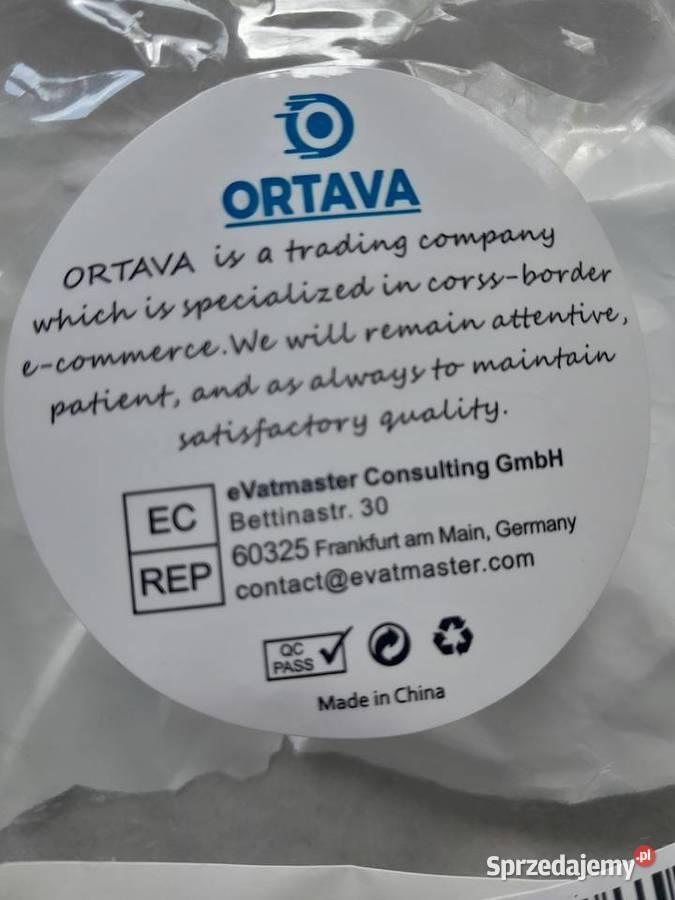 ORTAVA
ORTAVA is a trading company
which is specialized in corss-border
e-commerce.We will remain attentive,
patient, and as always to maintain
satisfactory quality.
EC
REP
eVatmaster Consulting GmbH
Bettinastr. 30
60325 Frankfurt am Main, Germany
contact@evatmaster.com
QC
PASS
Made in China
Sprzedajemy.pl